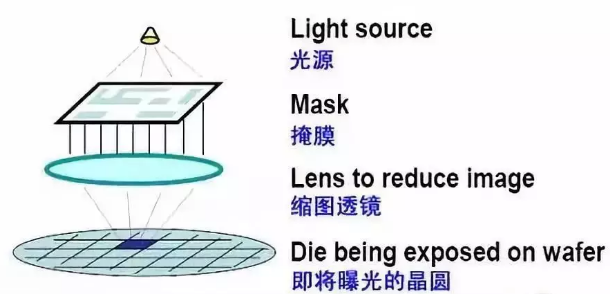 Light source
光源
Mask
掩膜
Lens to reduce image
缩图透镜
Die being exposed on wafer
即将曝光的晶圆